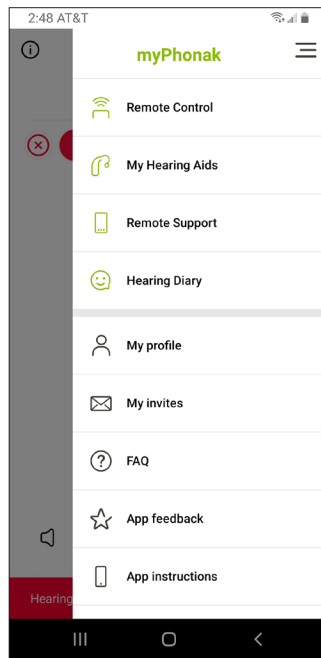 2:48 AT&T
myPhonak
Remote Control
My Hearing Aids
Remote Support
Hearing Diary
My profile
My invites
FAQ
App feedback
App instructions
Hearing